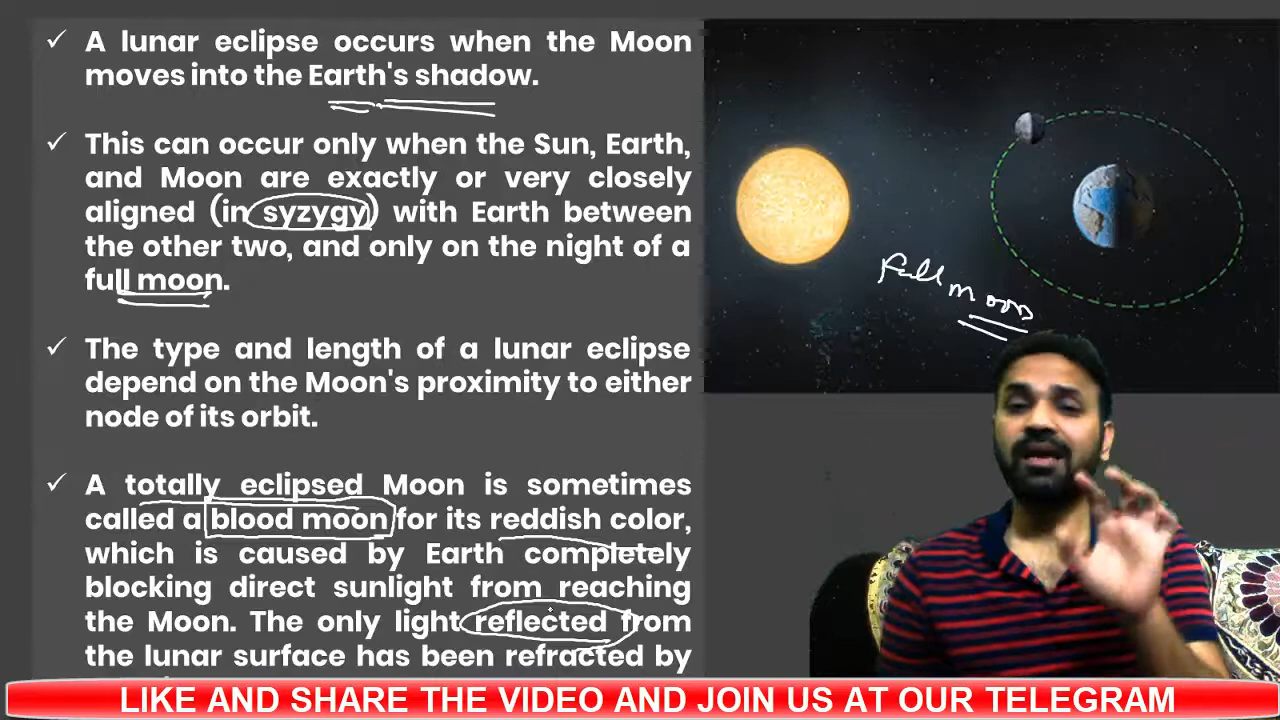 ✓ A lunar eclipse occurs when the Moon
moves into the Earth's shadow.
✓ This can occur only when the Sun, Earth,
and Moon are exactly or very closely
aligned (in syzygy) with Earth between
the other two, and only on the night of a
full moon.
✓ The type and length of a lunar eclipse
depend on the Moon's proximity to either
node of its orbit.
✓ A totally eclipsed Moon is sometimes
called a blood moon for its reddish color,
which is caused by Earth completely
blocking direct sunlight from reaching
the Moon. The only light reflected from
the lunar surface has been refracted by
Full moon
LIKE AND SHARE THE VIDEO AND JOIN US AT OUR TELEGRAM